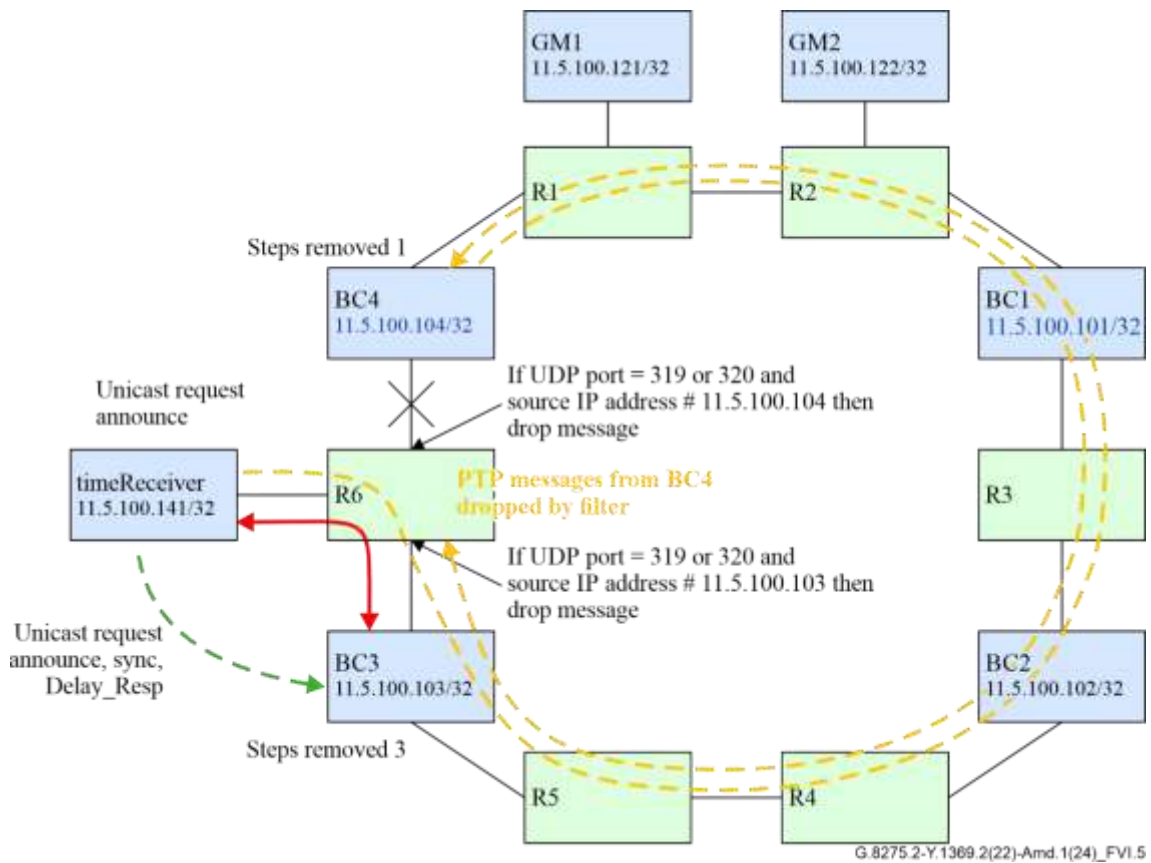 GM1
11.5.100.121/32
GM2
11.5.100.122/32
R1
R2
Steps removed 1
BC4
11.5.100.104/32
BC1
11.5.100.101/32
If UDP port = 319 or 320 and
source IP address # 11.5.100.104 then
drop message
Unicast request
announce
timeReceiver
11.5.100.141/32
R6
PTP messages from BC4
dropped by filter
R3
If UDP port = 319 or 320 and
source IP address # 11.5.100.103 then
drop message
Unicast request
announce, sync,
Delay_Resp
BC3
11.5.100.103/32
BC2
11.5.100.102/32
Steps removed 3
R5
R4
G.8275.2-Y.1369.2(22)-Amd.1(24)_FVI.5